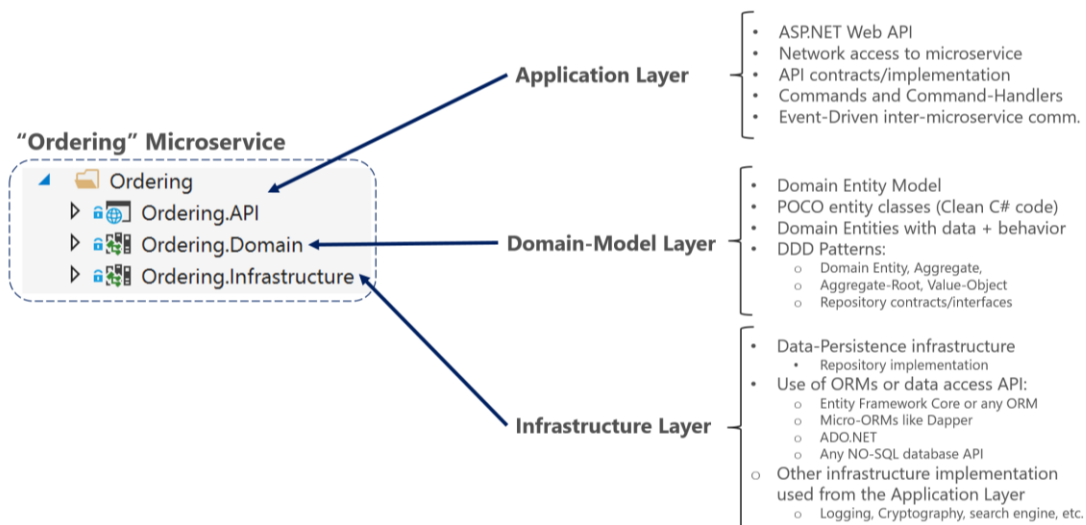 “Ordering” Microservice
Ordering
Ordering.API
Ordering.Domain
Ordering.Infrastructure
Application Layer
• ASP.NET Web API
• Network access to microservice
• API contracts/implementation
• Commands and Command-Handlers
• Event-Driven inter-microservice comm.
Domain-Model Layer
• Domain Entity Model
• POCO entity classes (Clean C# code)
• Domain Entities with data + behavior
• DDD Patterns:
○ Domain Entity, Aggregate,
○ Aggregate-Root, Value-Object
○ Repository contracts/interfaces
Infrastructure Layer
• Data-Persistence infrastructure
• Repository implementation
• Use of ORMs or data access API:
○ Entity Framework Core or any ORM
○ Micro-ORMs like Dapper
○ ADO.NET
○ Any NO-SQL database API
○ Other infrastructure implementation
used from the Application Layer
○ Logging, Cryptography, search engine, etc.